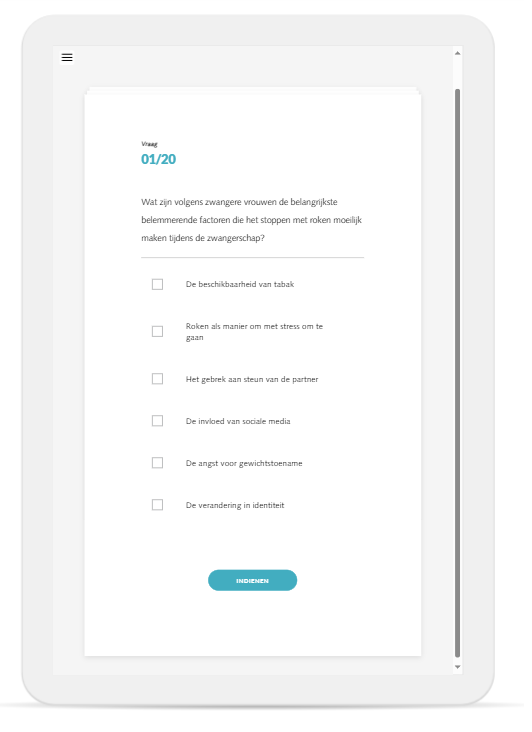 Vraag
01/20
Wat zijn volgens zwangere vrouwen de belangrijkste
belemmerende factoren die het stoppen met roken moeilijk
maken tijdens de zwangerschap?
De beschikbaarheid van tabak
Roken als manier om met stress om te
gaan
Het gebrek aan steun van de partner
De invloed van sociale media
De angst voor gewichtstoename
De verandering in identiteit
INDIENEN